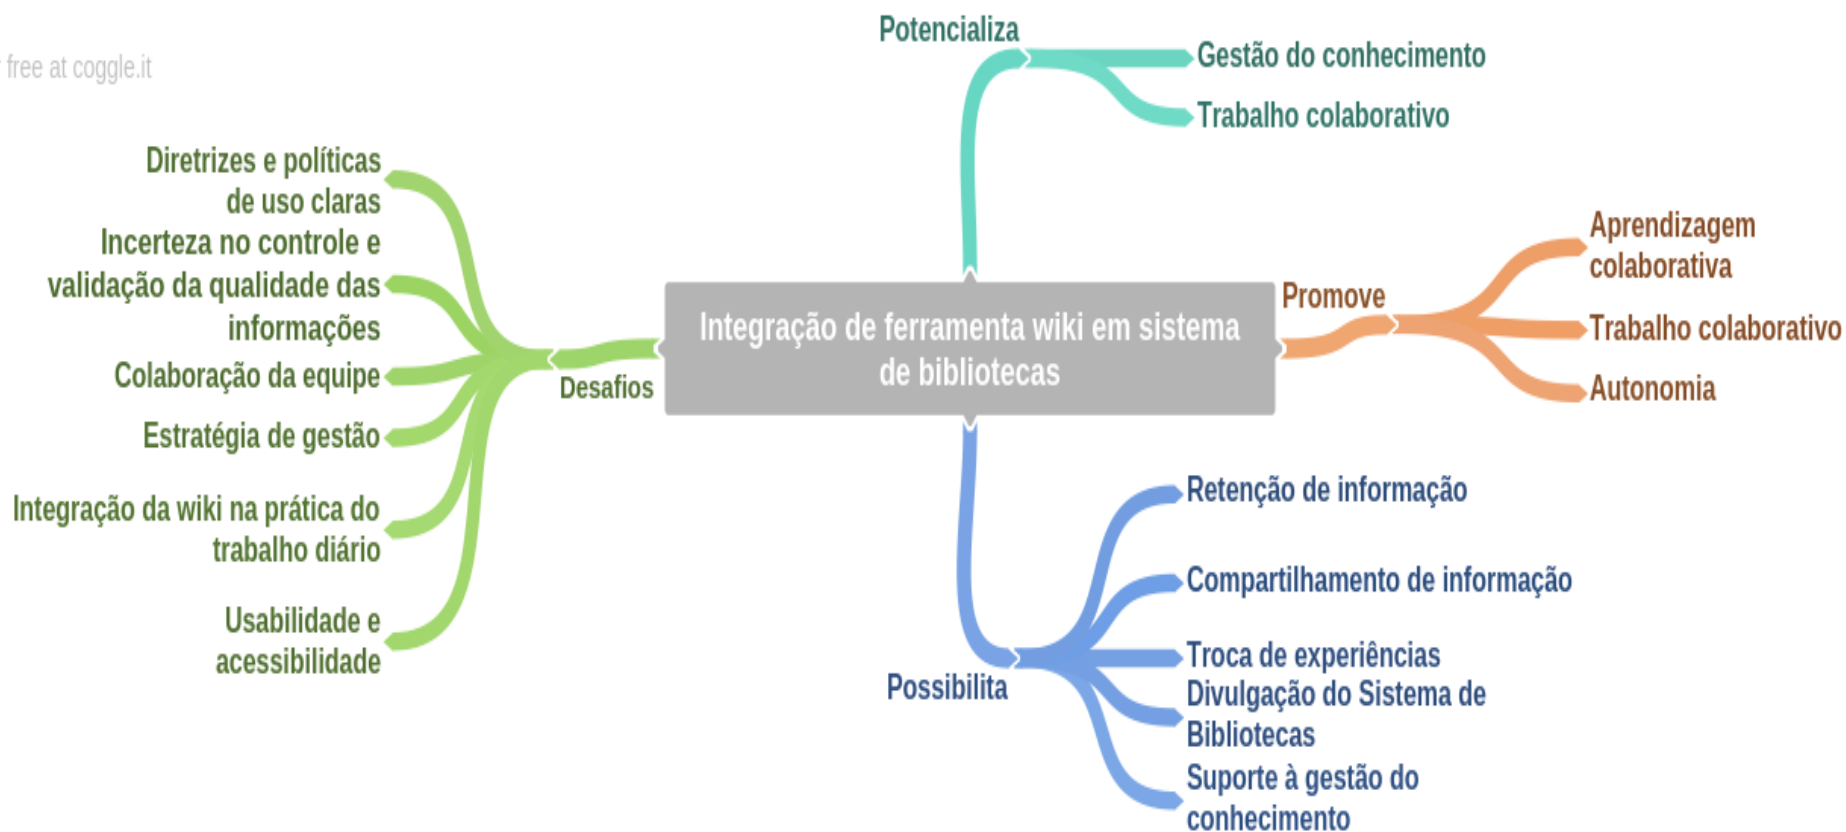 free at coggle.it
Potencializa
Gestão do conhecimento
Trabalho colaborativo
Diretrizes e políticas
de uso claras
Incerteza no controle e
validação da qualidade das
informações
Colaboração da equipe
Estratégia de gestão
Integração da wiki na prática do
trabalho diário
Usabilidade e
acessibilidade
Desafios
Integração de ferramenta wiki em sistema
de bibliotecas
Promove
Aprendizagem
colaborativa
Trabalho colaborativo
Autonomia
Possibilita
Retenção de informação
Compartilhamento de informação
Troca de experiências
Divulgação do Sistema de
Bibliotecas
Suporte à gestão do
conhecimento